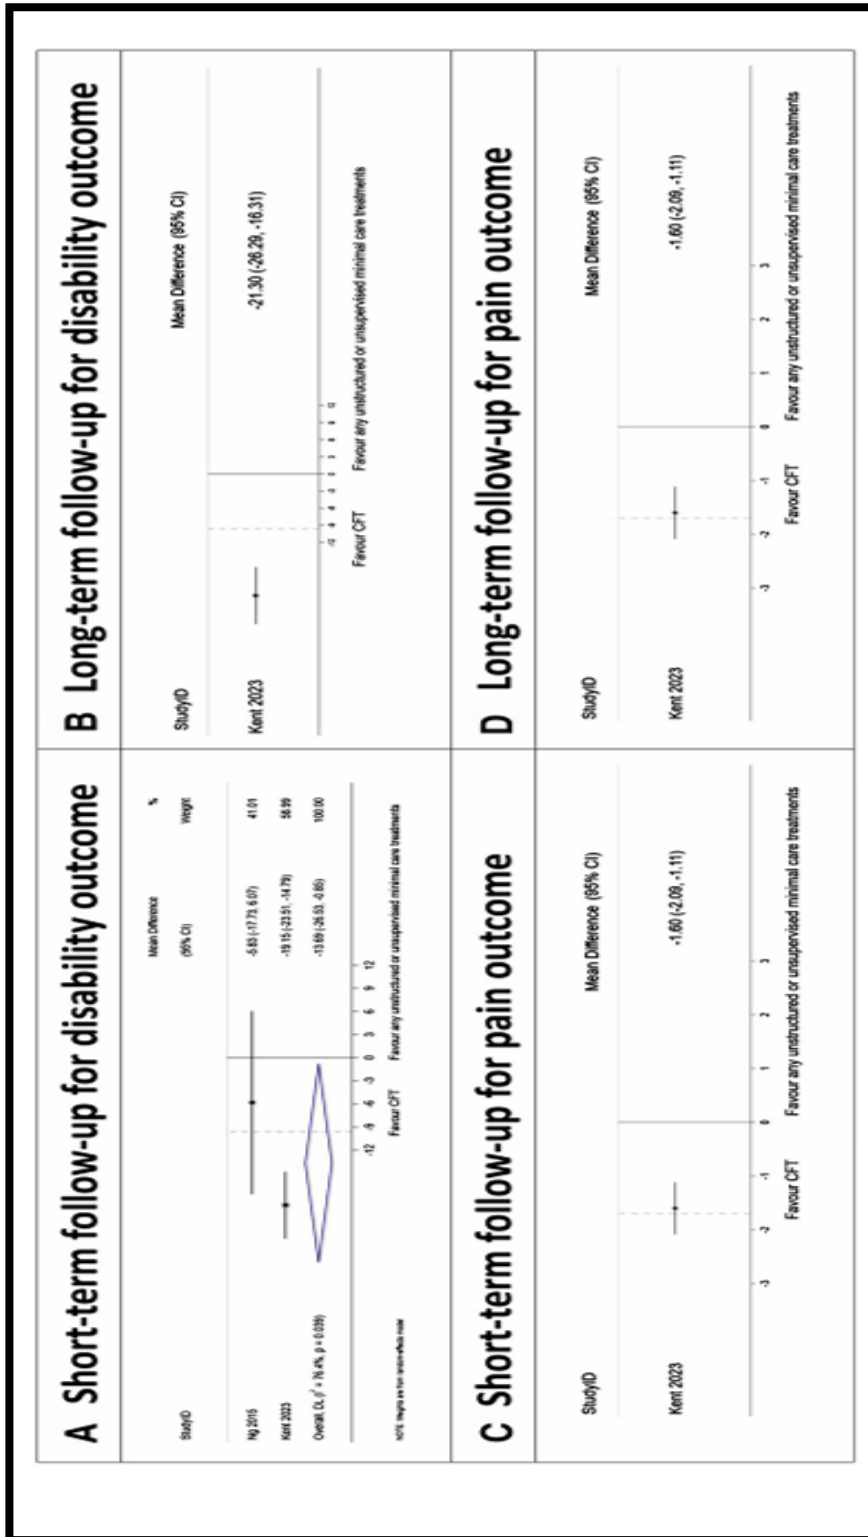 A Short-term follow-up for disability outcome
Mean Difference %
StudyID (95% CI) Weight
Ng 2015 -5.83 (-17.73, 6.07) 41.01
Kent 2023 -19.15 (-23.51, -14.79) 58.99
Overall, DL (I² = 76.4%, p = 0.039) -13.69 (-26.53, -0.85) 100.00
-12 -9 -6 -3 0 3 6 9 12
Favour CFT Favour any unstructured or unsupervised minimal care treatments
NOTE: Weights are from random-effects model
B Long-term follow-up for disability outcome
StudyID Mean Difference (95% CI)
Kent 2023 -21.30 (-26.29, -16.31)
-12 -9 -6 -3 0 3 6 9 12
Favour CFT Favour any unstructured or unsupervised minimal care treatments
C Short-term follow-up for pain outcome
StudyID Mean Difference (95% CI)
Kent 2023 -1.60 (-2.09, -1.11)
-3 -2 -1 0 1 2 3
Favour CFT Favour any unstructured or unsupervised minimal care treatments
D Long-term follow-up for pain outcome
StudyID Mean Difference (95% CI)
Kent 2023 -1.60 (-2.09, -1.11)
-3 -2 -1 0 1 2 3
Favour CFT Favour any unstructured or unsupervised minimal care treatments